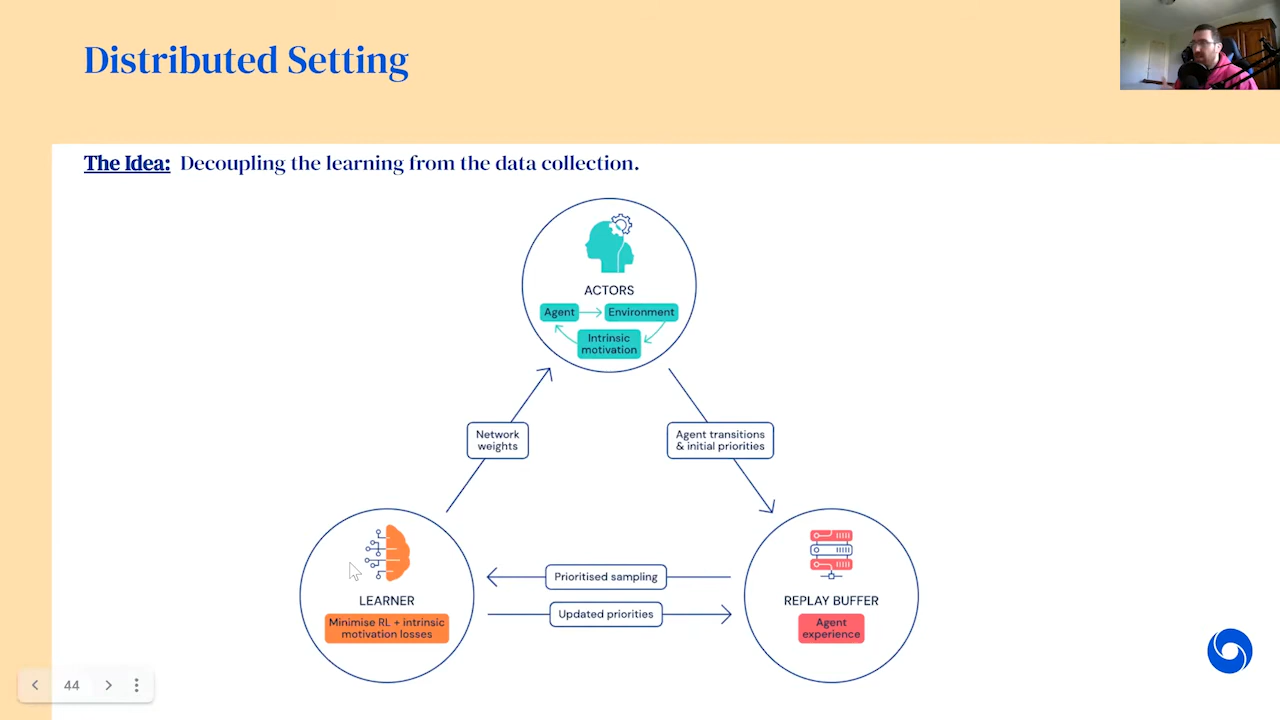 Distributed Setting
The Idea: Decoupling the learning from the data collection.
ACTORS
Agent
Environment
Intrinsic
motivation
Network
weights
Agent transitions
& initial priorities
LEARNER
Minimise RL + intrinsic
motivation losses
Prioritised sampling
Updated priorities
REPLAY BUFFER
Agent
experience
44